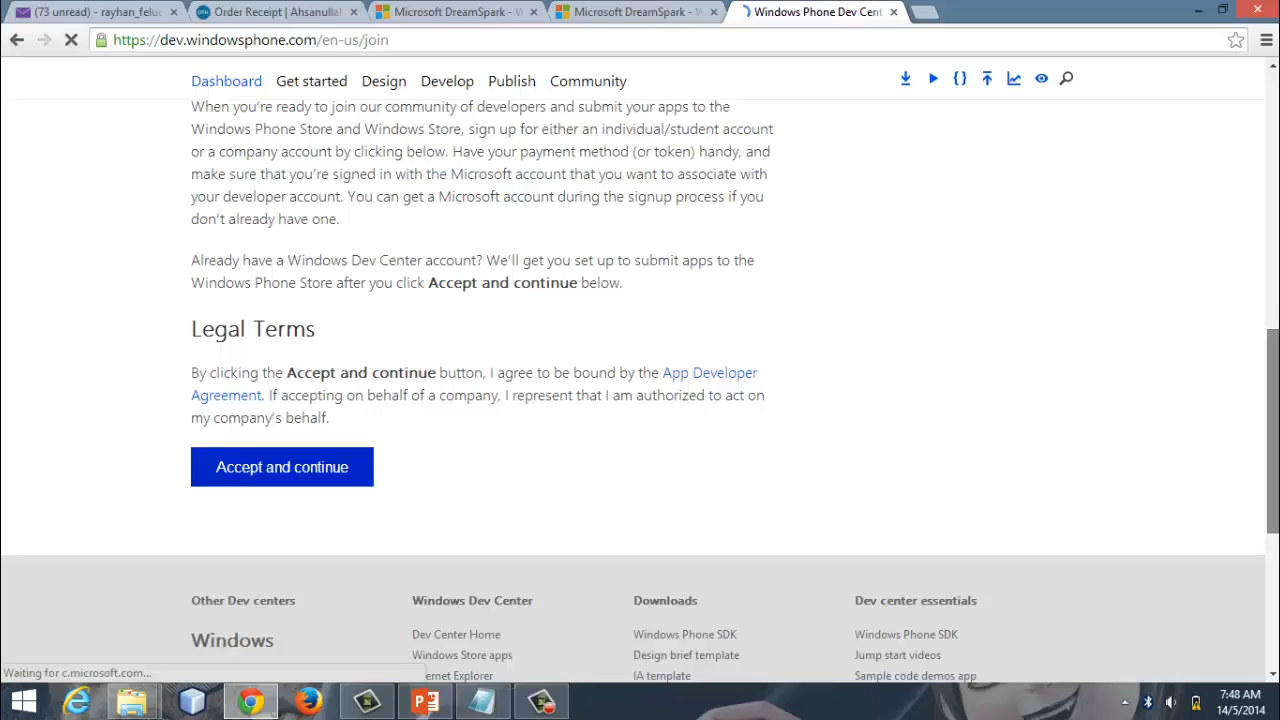 (73 unread) - rayhan_felu
Order Receipt | Ahsanulla
Microsoft DreamSpark - W
Microsoft DreamSpark - W
Windows Phone Dev Cent
https://dev.windowsphone.com/en-us/join
Dashboard Get started Design Develop Publish Community
When you're ready to join our community of developers and submit your apps to the
Windows Phone Store and Windows Store, sign up for either an individual/student account
or a company account by clicking below. Have your payment method (or token) handy, and
make sure that you're signed in with the Microsoft account that you want to associate with
your developer account. You can get a Microsoft account during the signup process if you
don't already have one.
Already have a Windows Dev Center account? We'll get you set up to submit apps to the
Windows Phone Store after you click Accept and continue below.
Legal Terms
By clicking the Accept and continue button, I agree to be bound by the App Developer
Agreement. If accepting on behalf of a company, I represent that I am authorized to act on
my company's behalf.
Accept and continue
Other Dev centers
Windows
Windows Dev Center
Dev Center Home
Windows Store apps
ernet Explorer
Downloads
Windows Phone SDK
Design brief template
IA template
Dev center essentials
Windows Phone SDK
Jump start videos
Sample code demos app
Waiting for c.microsoft.com...
7:48 AM
14/5/2014